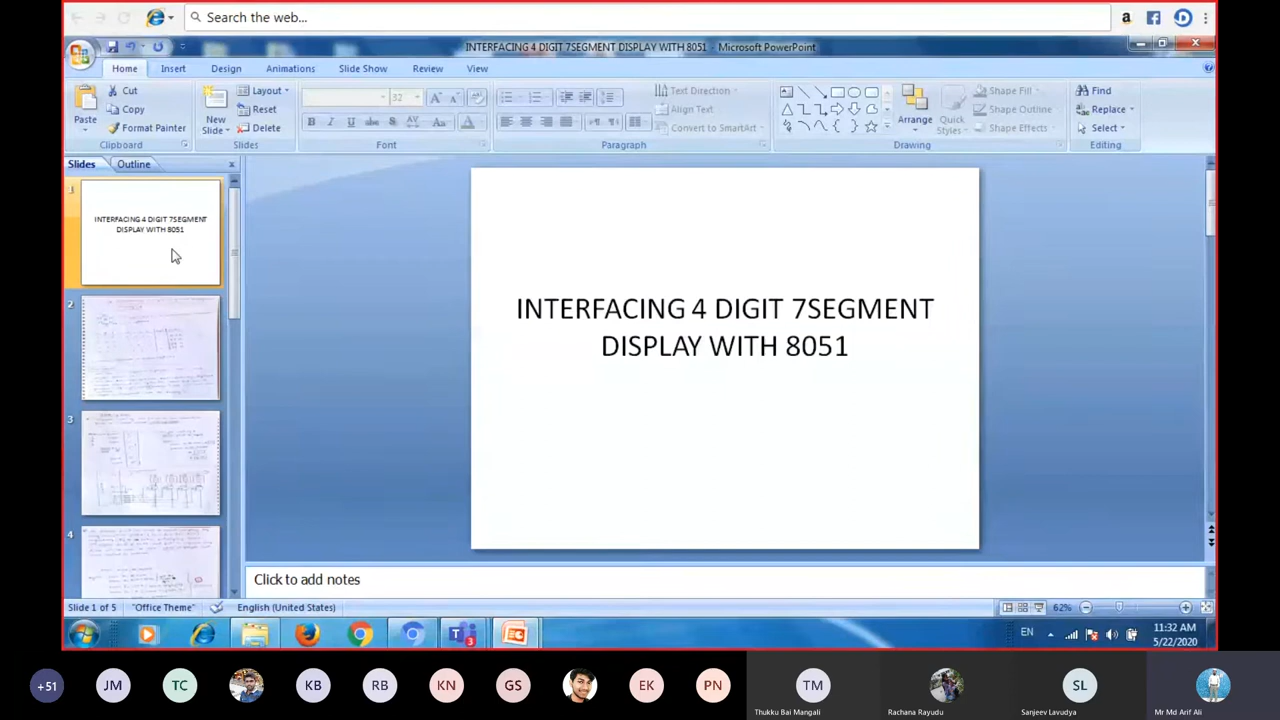 Search the web...
INTERFACING 4 DIGIT 7SEGMENT DISPLAY WITH 8051 - Microsoft PowerPoint
Home Insert Design Animations Slide Show Review View
Paste
Cut
Copy
Format Painter
Clipboard
New
Slide
Layout
Reset
Delete
Slides
32
Font
Paragraph
Text Direction
Align Text
Convert to SmartArt
Arrange
Quick
Styles
Shape Fill
Shape Outline
Shape Effects
Drawing
Find
Replace
Select
Editing
Slides Outline
1
INTERFACING 4 DIGIT 7SEGMENT
DISPLAY WITH 8051
2
3
4
INTERFACING 4 DIGIT 7SEGMENT
DISPLAY WITH 8051
Click to add notes
Slide 1 of 5 "Office Theme" English (United States) 62%
EN 11:32 AM
5/22/2020
+51 JM TC KB RB KN GS EK PN TM SL
Thukku Bai Mangali Rachana Rayudu Sanjeev Lavudya Mr Md Arif Ali